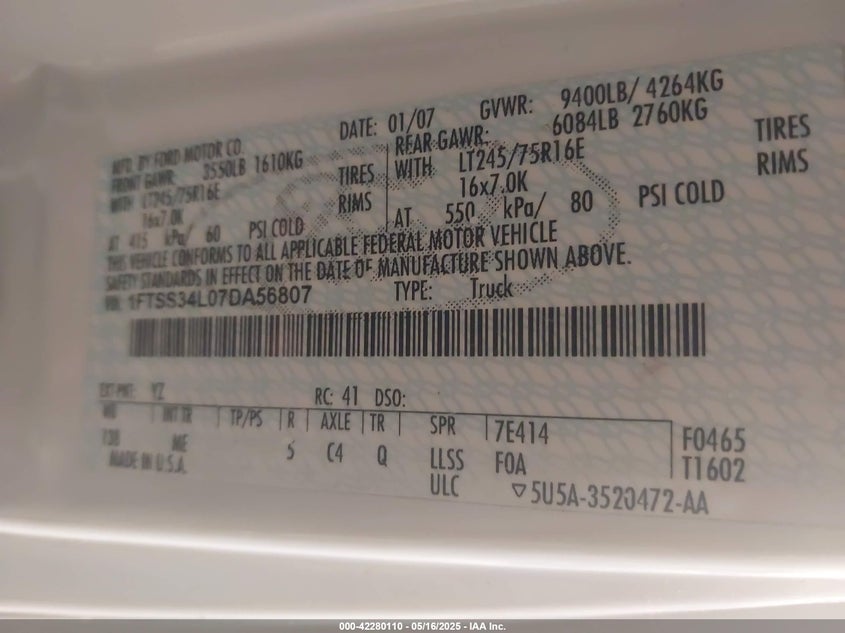 MFD. BY FORD MOTOR CO.
DATE: 01/07 GVWR: 9400LB/ 4264KG
FRONT GAWR: 3550LB 1610KG
REAR GAWR: 6084LB 2760KG
WITH LT245/75R16E TIRES
WITH LT245/75R16E TIRES
16x7.0K RIMS
16x7.0K RIMS
AT 415 kPa/ 60 PSI COLD
AT 550 kPa/ 80 PSI COLD
THIS VEHICLE CONFORMS TO ALL APPLICABLE FEDERAL MOTOR VEHICLE
SAFETY STANDARDS IN EFFECT ON THE DATE OF MANUFACTURE SHOWN ABOVE.
VIN: 1FTSS34L07DA56807 TYPE: Truck
EXT PNT: YZ RC: 41 DSO:
WB INT TR TP/PS R AXLE TR SPR 7E414 F0465
138 ME 5 C4 Q LLSS FOA T1602
MADE IN U.S.A. ULC ▽5U5A-3520472-AA
000-42280110 - 05/16/2025 - IAA Inc.